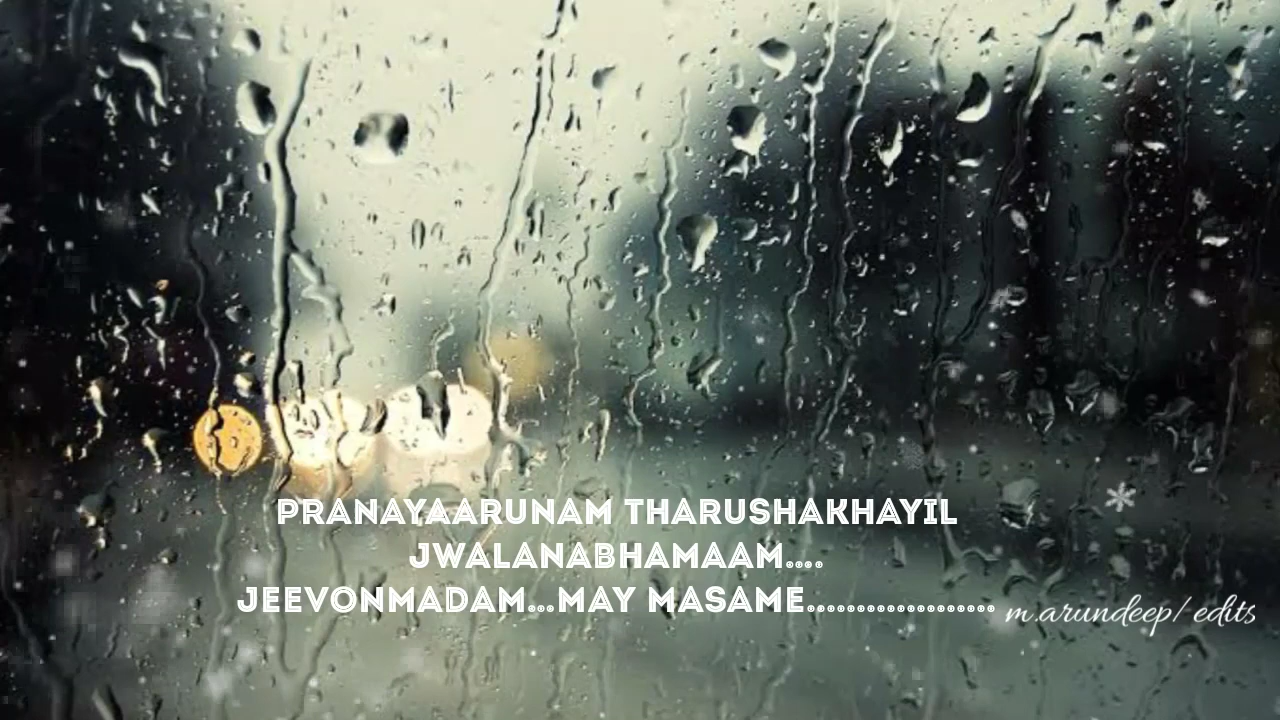 PRANAYAARUNAM THARUSHAKHAYIL
JWALANABHAMAAM....
JEEVONMADAM...MAY MASAME...................
m.arundeep/edits